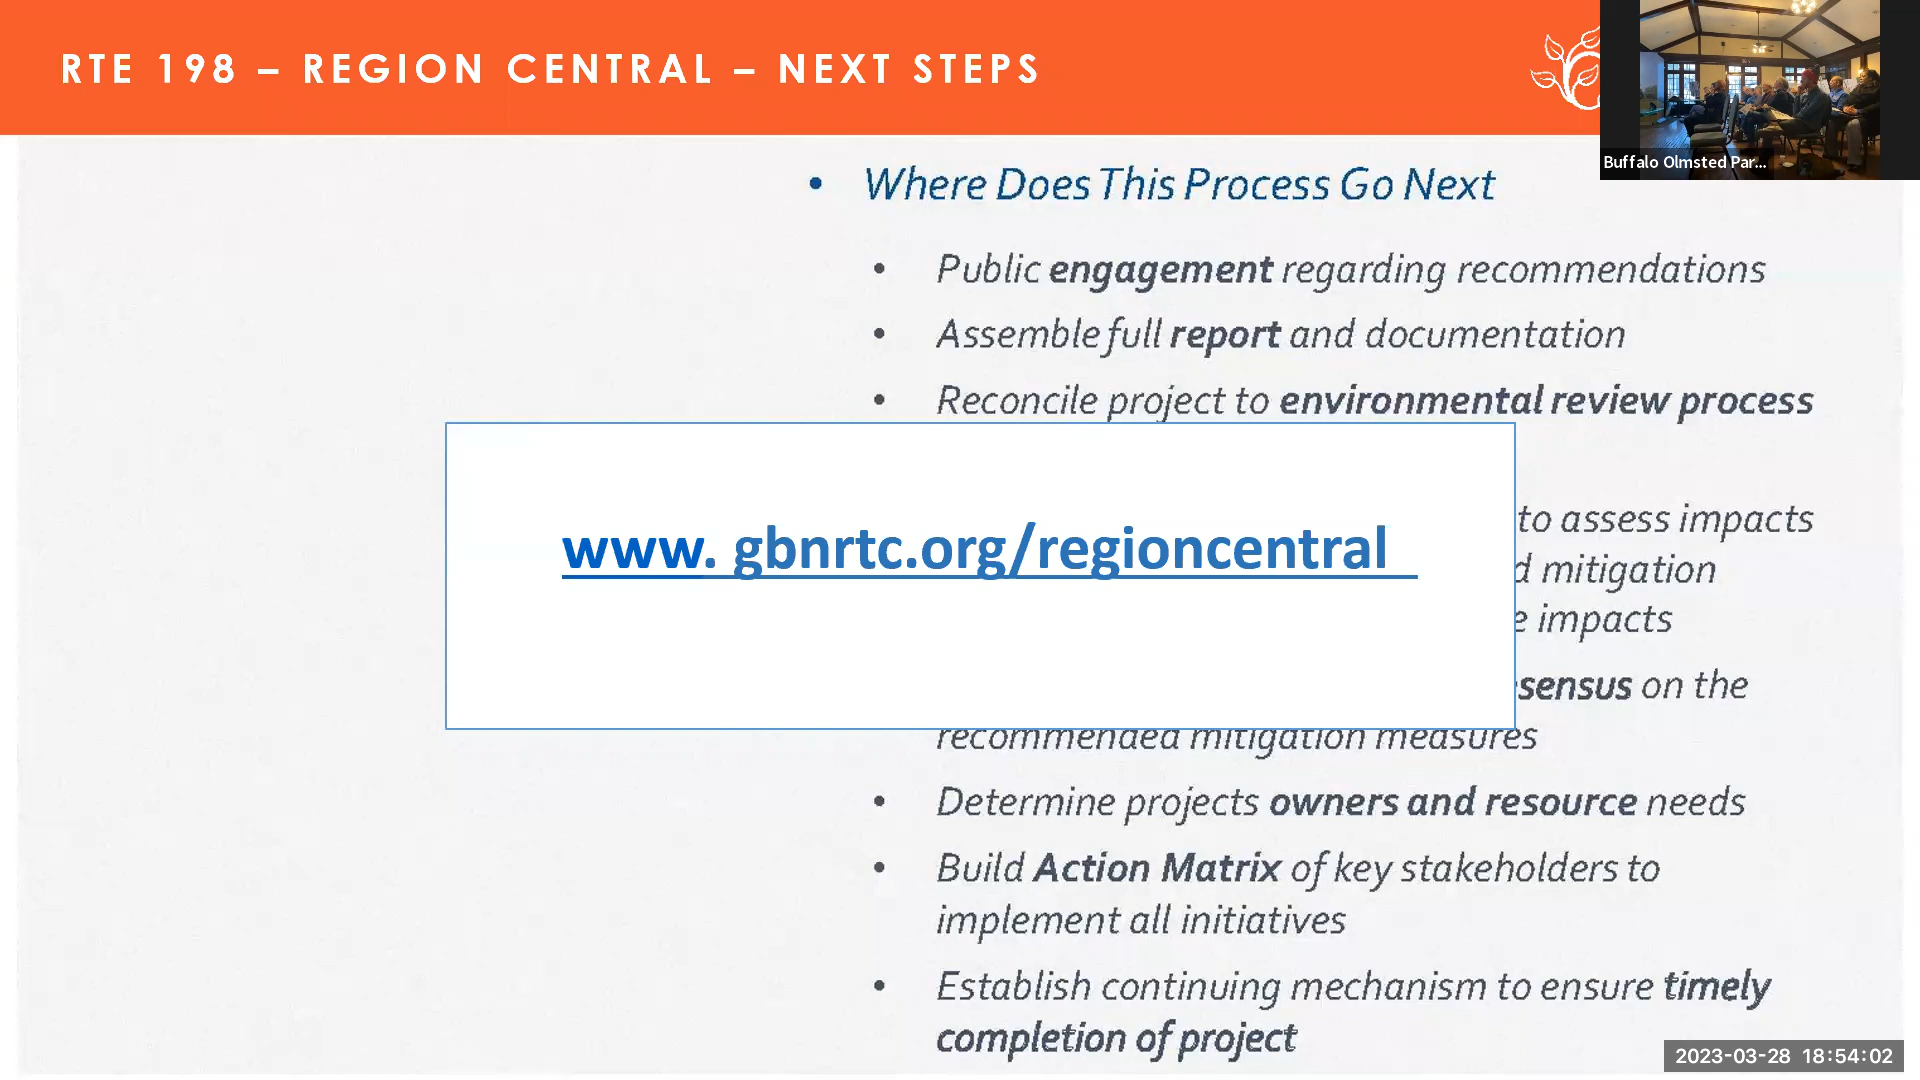 RTE 198 – REGION CENTRAL – NEXT STEPS
Buffalo Olmsted Par...
• Where Does This Process Go Next
• Public engagement regarding recommendations
• Assemble full report and documentation
• Reconcile project to environmental review process
www. gbnrtc.org/regioncentral
to assess impacts
mitigation
impacts
on the
recommended mitigation measures
• Determine projects owners and resource needs
• Build Action Matrix of key stakeholders to
implement all initiatives
• Establish continuing mechanism to ensure timely
completion of project
2023-03-28 18:54:02